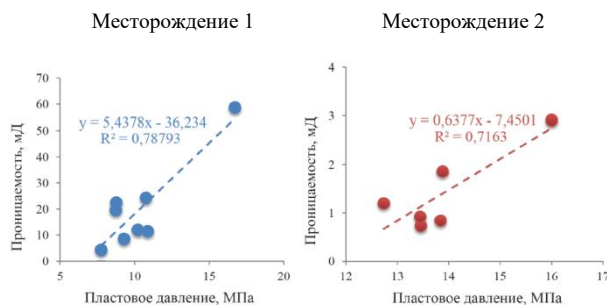 Месторождение 1
Проницаемость, мД
70
60
50
40
30
20
10
0
y = 5,4378x - 36,234
R² = 0,78793
5 10 15 20
Пластовое давление, МПа
Месторождение 2
Проницаемость, мД
4
3
2
1
0
y = 0,6377x - 7,4501
R² = 0,7163
12 13 14 15 16 17
Пластовое давление, МПа